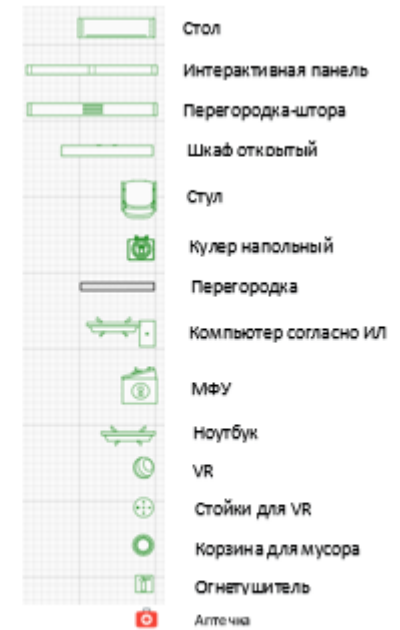 Стол
Интерактивная панель
Перегородка-штора
Шкаф открытый
Стул
Кулер напольный
Перегородка
Компьютер согласно ИЛ
МФУ
Ноутбук
VR
Стойки для VR
Корзина для мусора
Огнетушитель
Аптечка